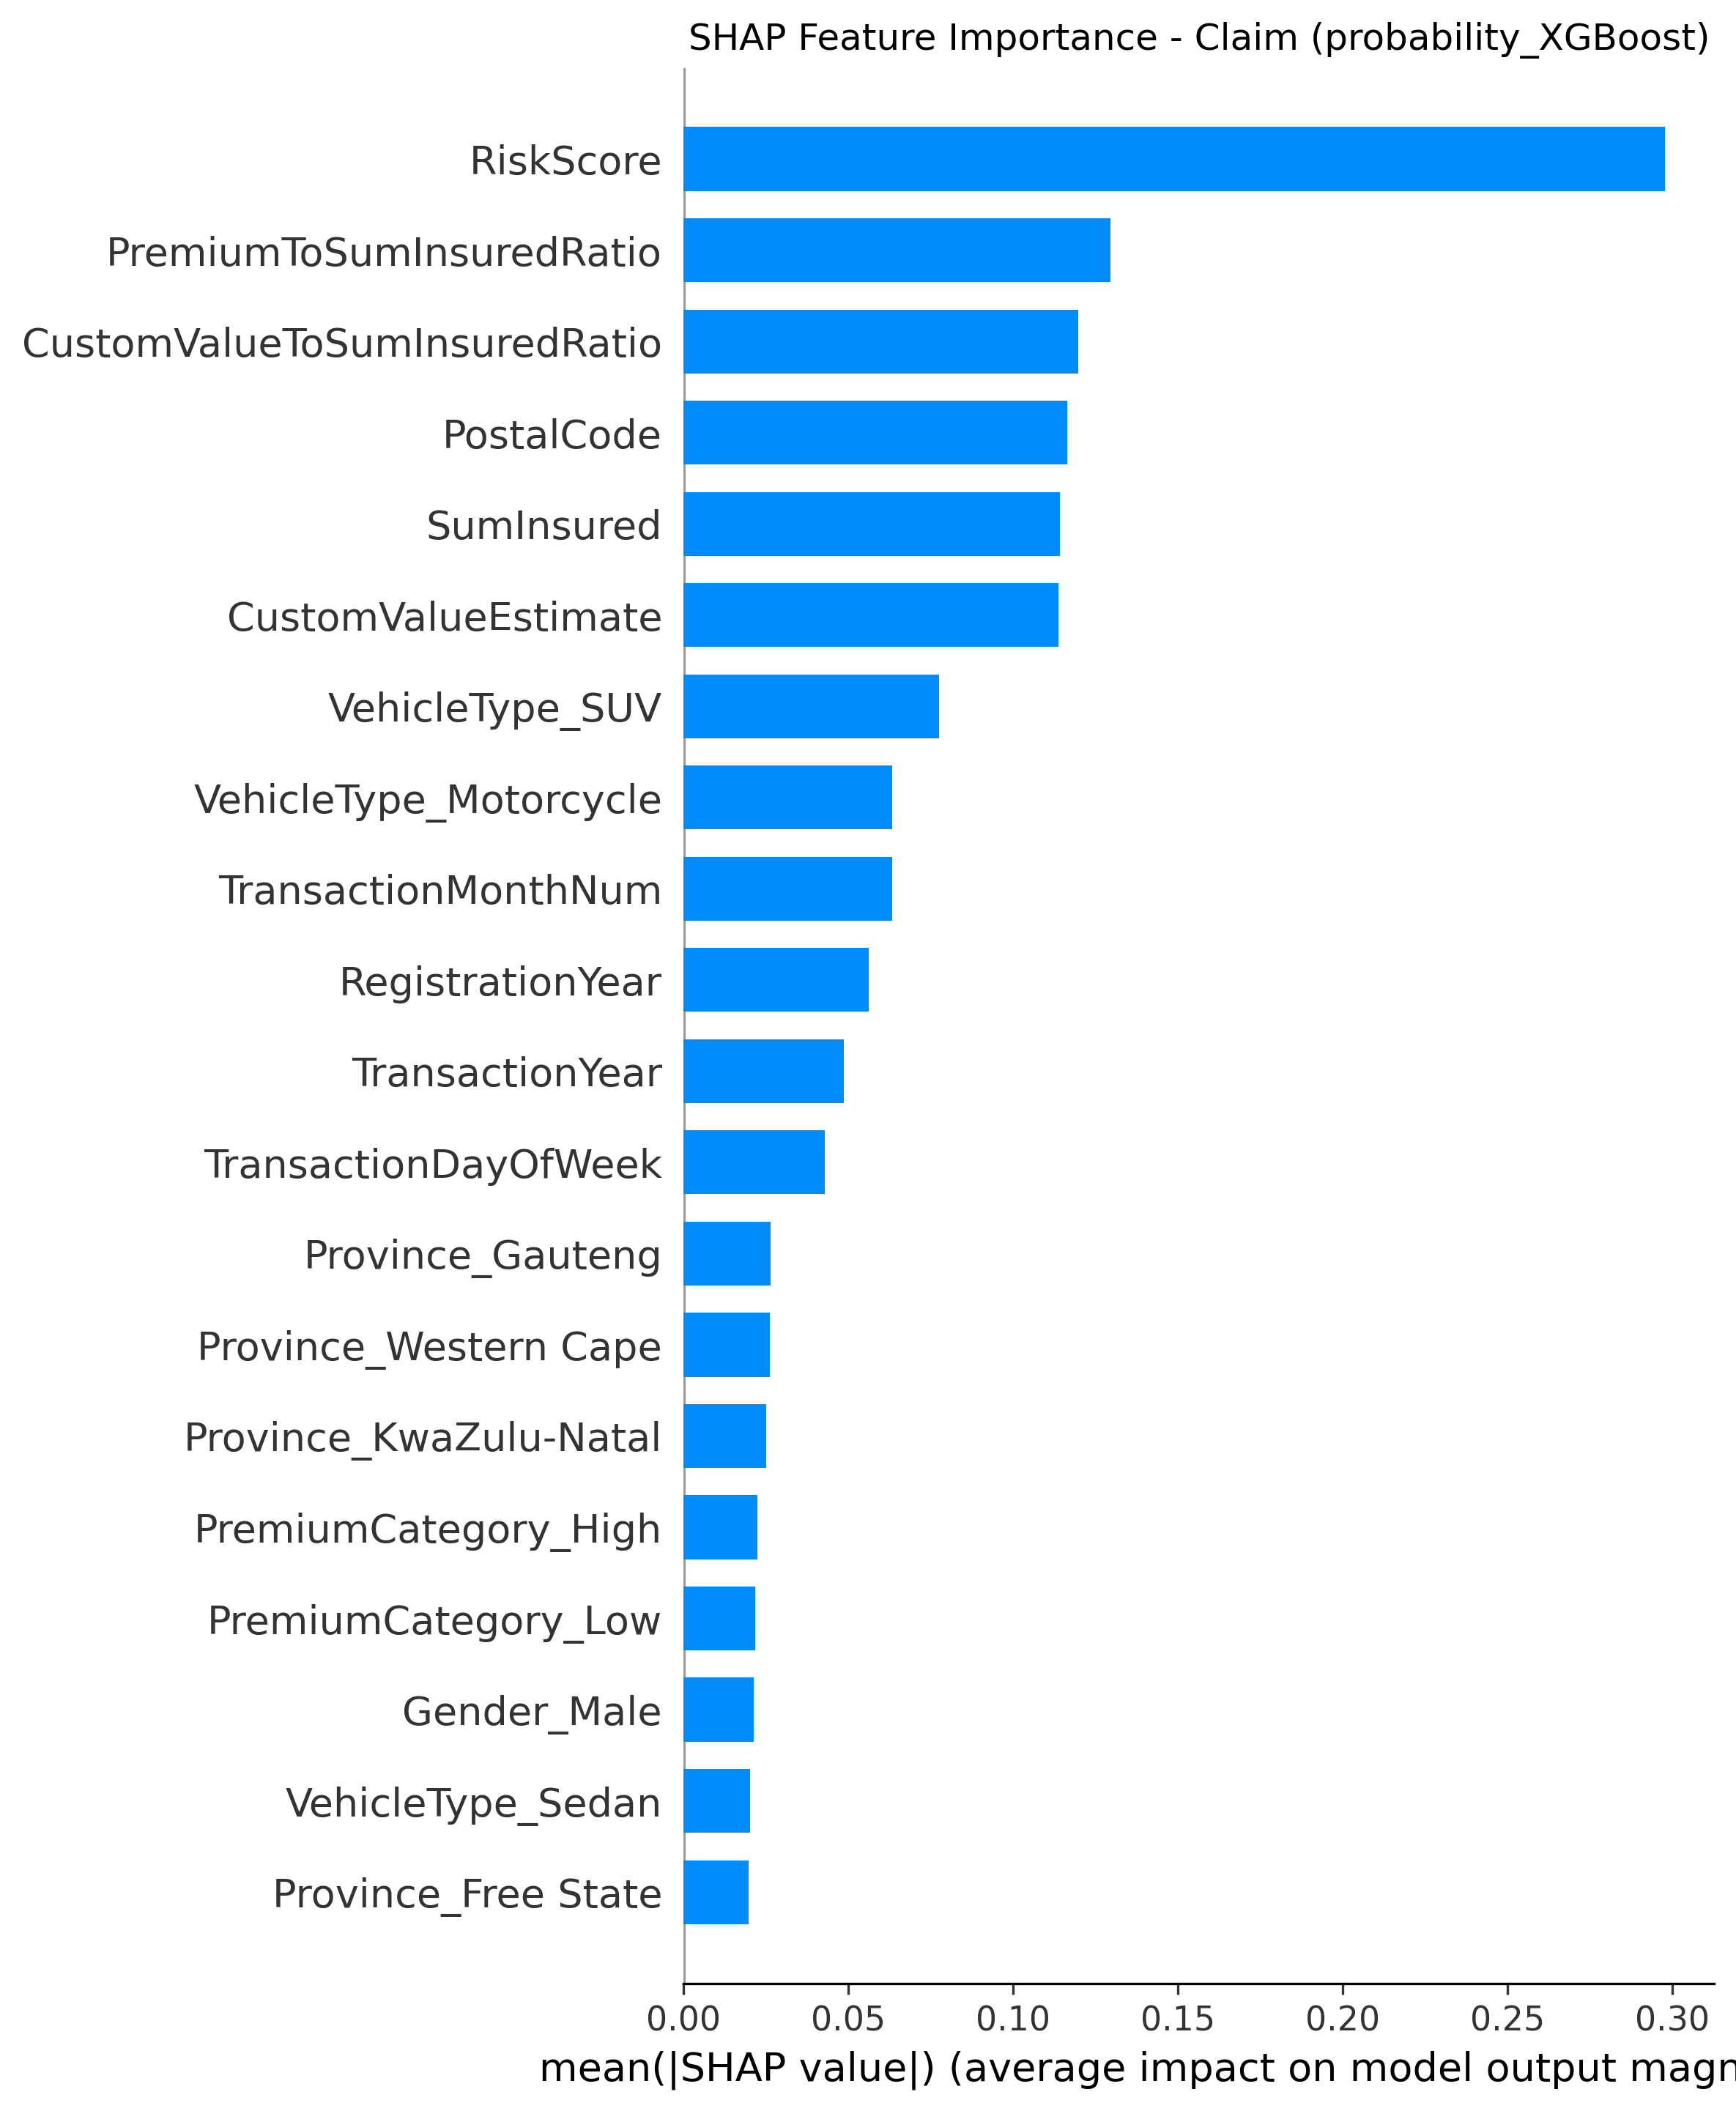 SHAP Feature Importance - Claim (probability_XGBoost)
RiskScore
PremiumToSumInsuredRatio
CustomValueToSumInsuredRatio
PostalCode
SumInsured
CustomValueEstimate
VehicleType_SUV
VehicleType_Motorcycle
TransactionMonthNum
RegistrationYear
TransactionYear
TransactionDayOfWeek
Province_Gauteng
Province_Western Cape
Province_KwaZulu-Natal
PremiumCategory_High
PremiumCategory_Low
Gender_Male
VehicleType_Sedan
Province_Free State
0.00 0.05 0.10 0.15 0.20 0.25 0.30
mean(|SHAP value|) (average impact on model output magn